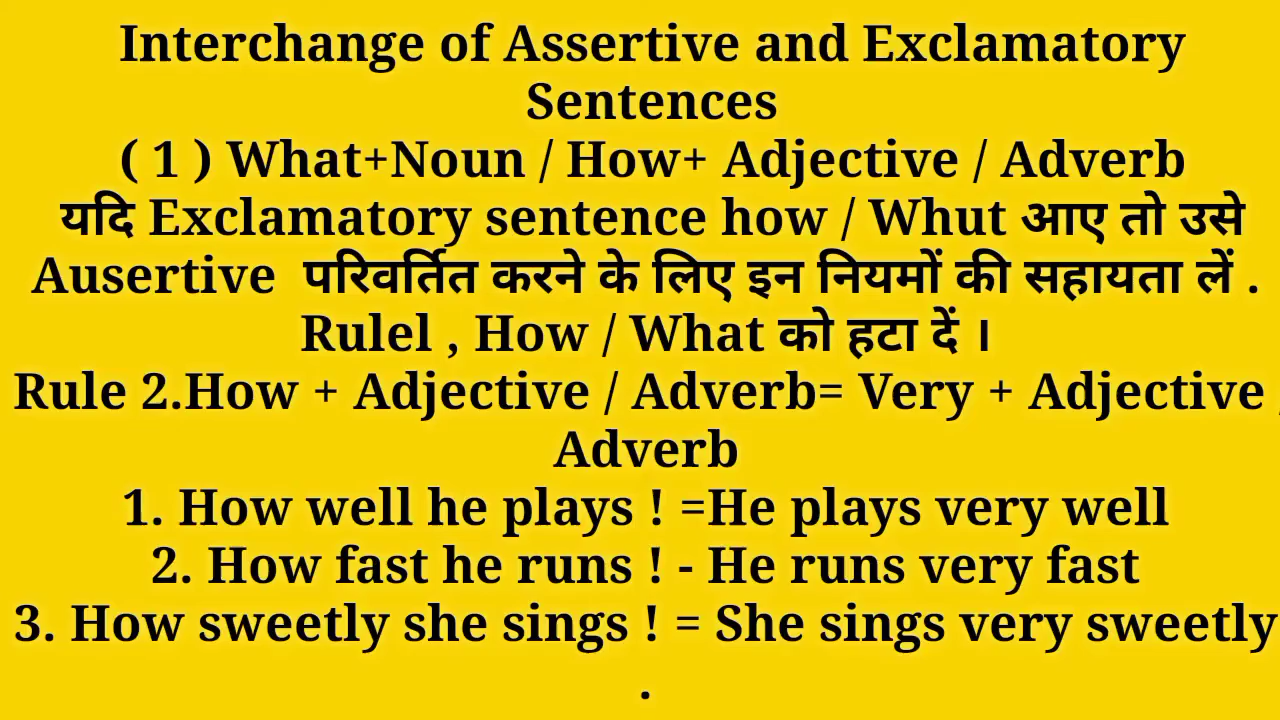 Interchange of Assertive and Exclamatory
Sentences
( 1 ) What+Noun / How+ Adjective / Adverb
यदि Exclamatory sentence how / Whut आए तो उसे
Ausertive परिवर्तित करने के लिए इन नियमों की सहायता लें .
Rulel , How / What को हटा दें ।
Rule 2.How + Adjective / Adverb= Very + Adjective /
Adverb
1. How well he plays ! =He plays very well
2. How fast he runs ! - He runs very fast
3. How sweetly she sings ! = She sings very sweetly
.